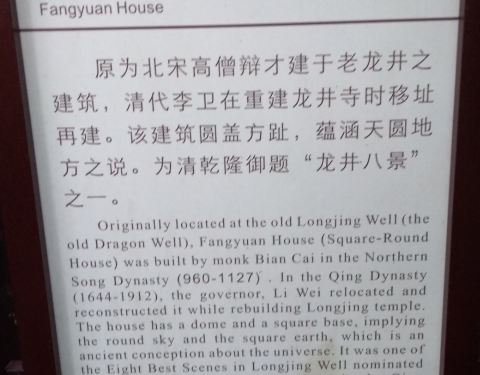 Fangyuan House
原为北宋高僧辩才建于老龙井之
建筑，清代李卫在重建龙井寺时移址
再建。该建筑圆盖方趾，蕴涵天圆地
方之说。为清乾隆御题“龙井八景”
之一。
Originally located at the old Longjing Well (the
old Dragon Well), Fangyuan House (Square-Round
House) was built by monk Bian Cai in the Northern
Song Dynasty (960-1127) . In the Qing Dynasty
(1644-1912), the governor, Li Wei relocated and
reconstructed it while rebuilding Longjing temple.
The house has a dome and a square base, implying
the round sky and the square earth, which is an
ancient conception about the universe. It was one of
the Eight Best Scenes in Longjing Well nominated